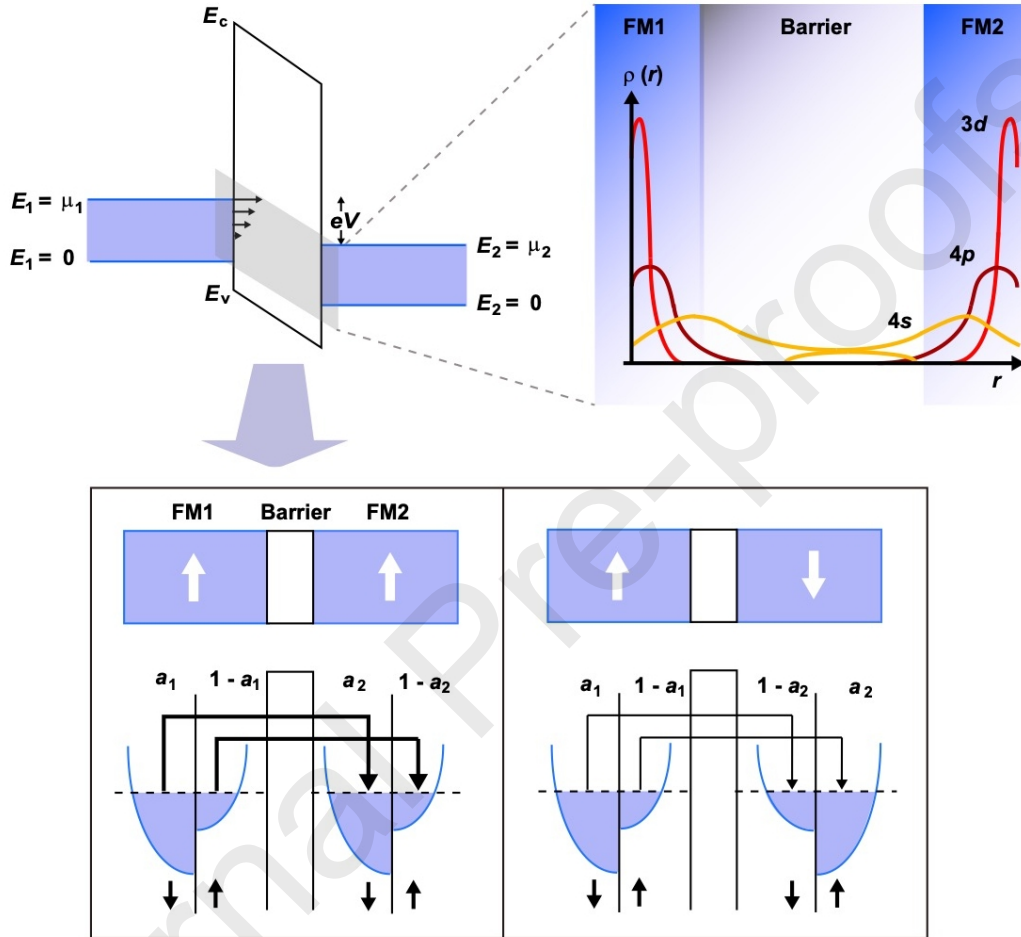 E_c
E_1 = μ_1
E_1 = 0
E_v
eV
E_2 = μ_2
E_2 = 0
FM1 Barrier FM2
ρ (r)
3d
4p
4s
r
FM1 Barrier FM2
a_1 1 - a_1 a_2 1 - a_2
a_1 1 - a_1 1 - a_2 a_2
rnal Pre-proofs